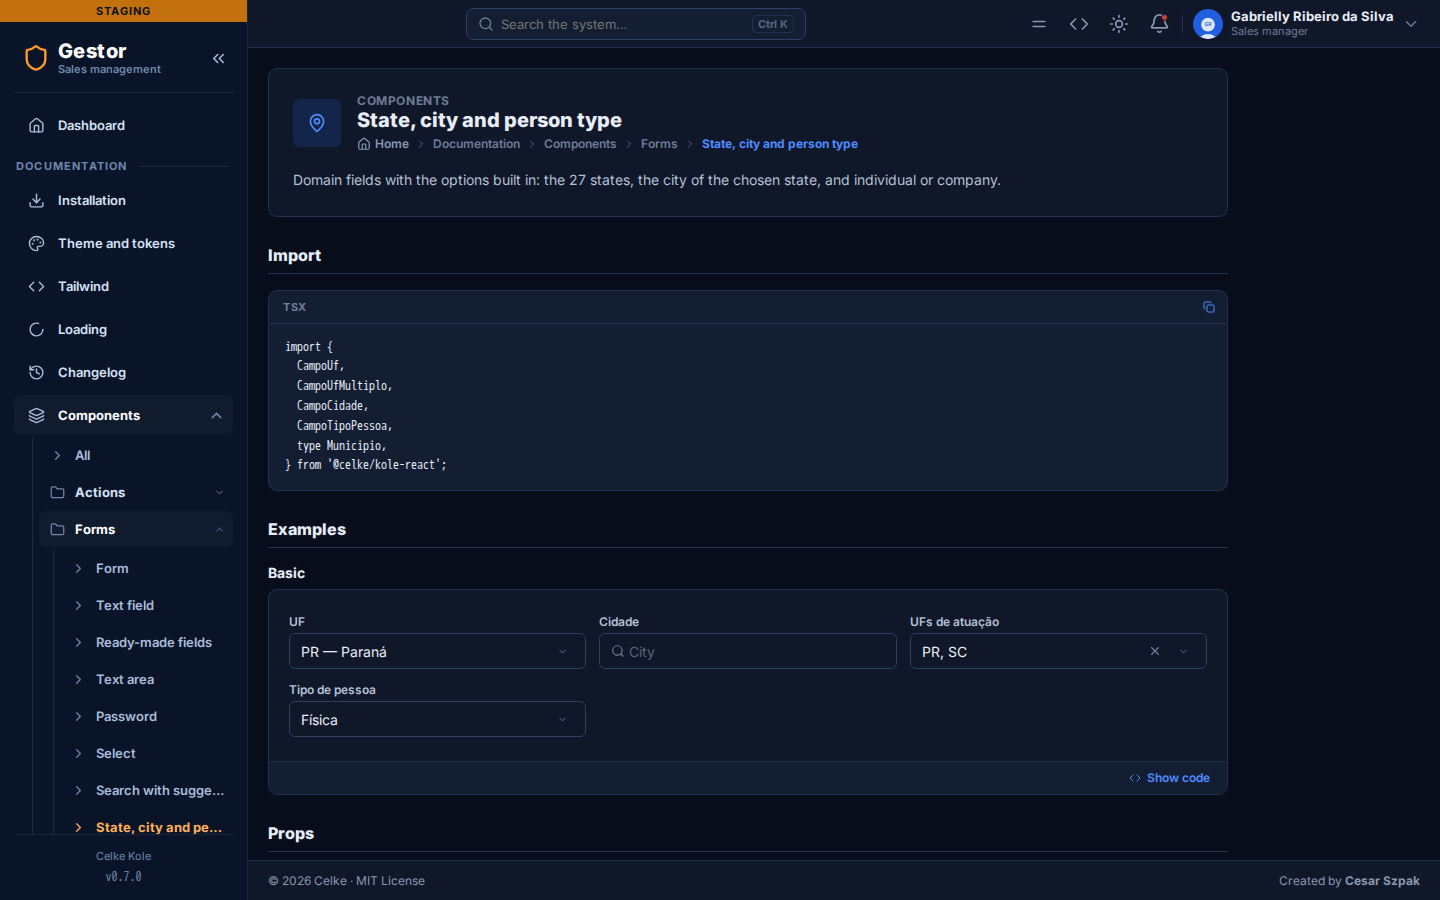 STAGING
Gestor
Sales management
Dashboard
DOCUMENTATION
Installation
Theme and tokens
Tailwind
Loading
Changelog
Components
All
Actions
Forms
Form
Text field
Ready-made fields
Text area
Password
Select
Search with sugge...
State, city and pe...
Celke Kole
v0.7.0
Search the system...
Ctrl K
GR
Gabrielly Ribeiro da Silva
Sales manager
COMPONENTS
State, city and person type
Home > Documentation > Components > Forms > State, city and person type
Domain fields with the options built in: the 27 states, the city of the chosen state, and individual or company.
Import
TSX
import {
  CampoUf,
  CampoUfMultiplo,
  CampoCidade,
  CampoTipoPessoa,
  type Municipio,
} from '@celke/kole-react';
Examples
Basic
UF
Cidade
UFs de atuação
PR — Paraná
City
PR, SC
Tipo de pessoa
Física
Show code
Props
© 2026 Celke · MIT License
Created by Cesar Szpak